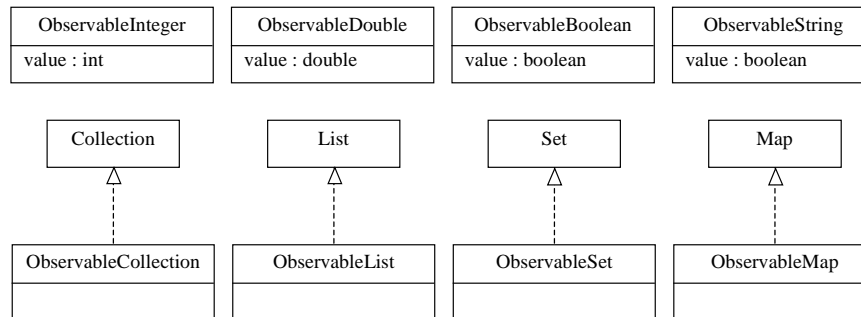 ObservableInteger
value : int
ObservableDouble
value : double
ObservableBoolean
value : boolean
ObservableString
value : boolean
Collection
List
Set
Map
ObservableCollection
ObservableList
ObservableSet
ObservableMap